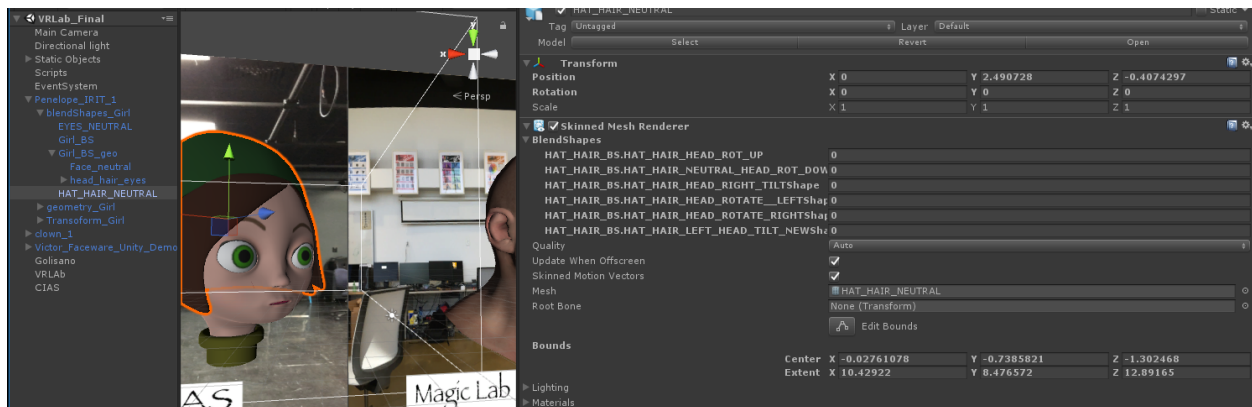 VRLab_Final
Main Camera
Directional light
Static Objects
Scripts
EventSystem
Penelope_IRIT_1
blendShapes_Girl
EYES_NEUTRAL
Girl_BS
Girl_BS_geo
Face_neutral
head_hair_eyes
HAT_HAIR_NEUTRAL
geometry_Girl
Transoform_Girl
clown_1
Victor_Faceware_Unity_Demo
Golisano
VRLAb
CIAS
y
x
Persp
AS
Magic Lab
HAT_HAIR_NEUTRAL Static
Tag Untagged Layer Default
Model Select Revert Open
Transform
Position X 0 Y 2.490728 Z -0.4074297
Rotation X 0 Y 0 Z 0
Scale X 1 Y 1 Z 1
Skinned Mesh Renderer
BlendShapes
HAT_HAIR_BS.HAT_HAIR_HEAD_ROT_UP 0
HAT_HAIR_BS.HAT_HAIR_NEUTRAL_HEAD_ROT_DOW 0
HAT_HAIR_BS.HAT_HAIR_HEAD_RIGHT_TILTShape 0
HAT_HAIR_BS.HAT_HAIR_HEAD_ROTATE__LEFTShap 0
HAT_HAIR_BS.HAT_HAIR_HEAD_ROTATE_RIGHTShap 0
HAT_HAIR_BS.HAT_HAIR_LEFT_HEAD_TILT_NEWSha 0
Quality Auto
Update When Offscreen
Skinned Motion Vectors
Mesh HAT_HAIR_NEUTRAL
Root Bone None (Transform)
Edit Bounds
Bounds
Center X -0.02761078 Y -0.7385821 Z -1.302468
Extent X 10.42922 Y 8.476572 Z 12.89165
Lighting
Materials